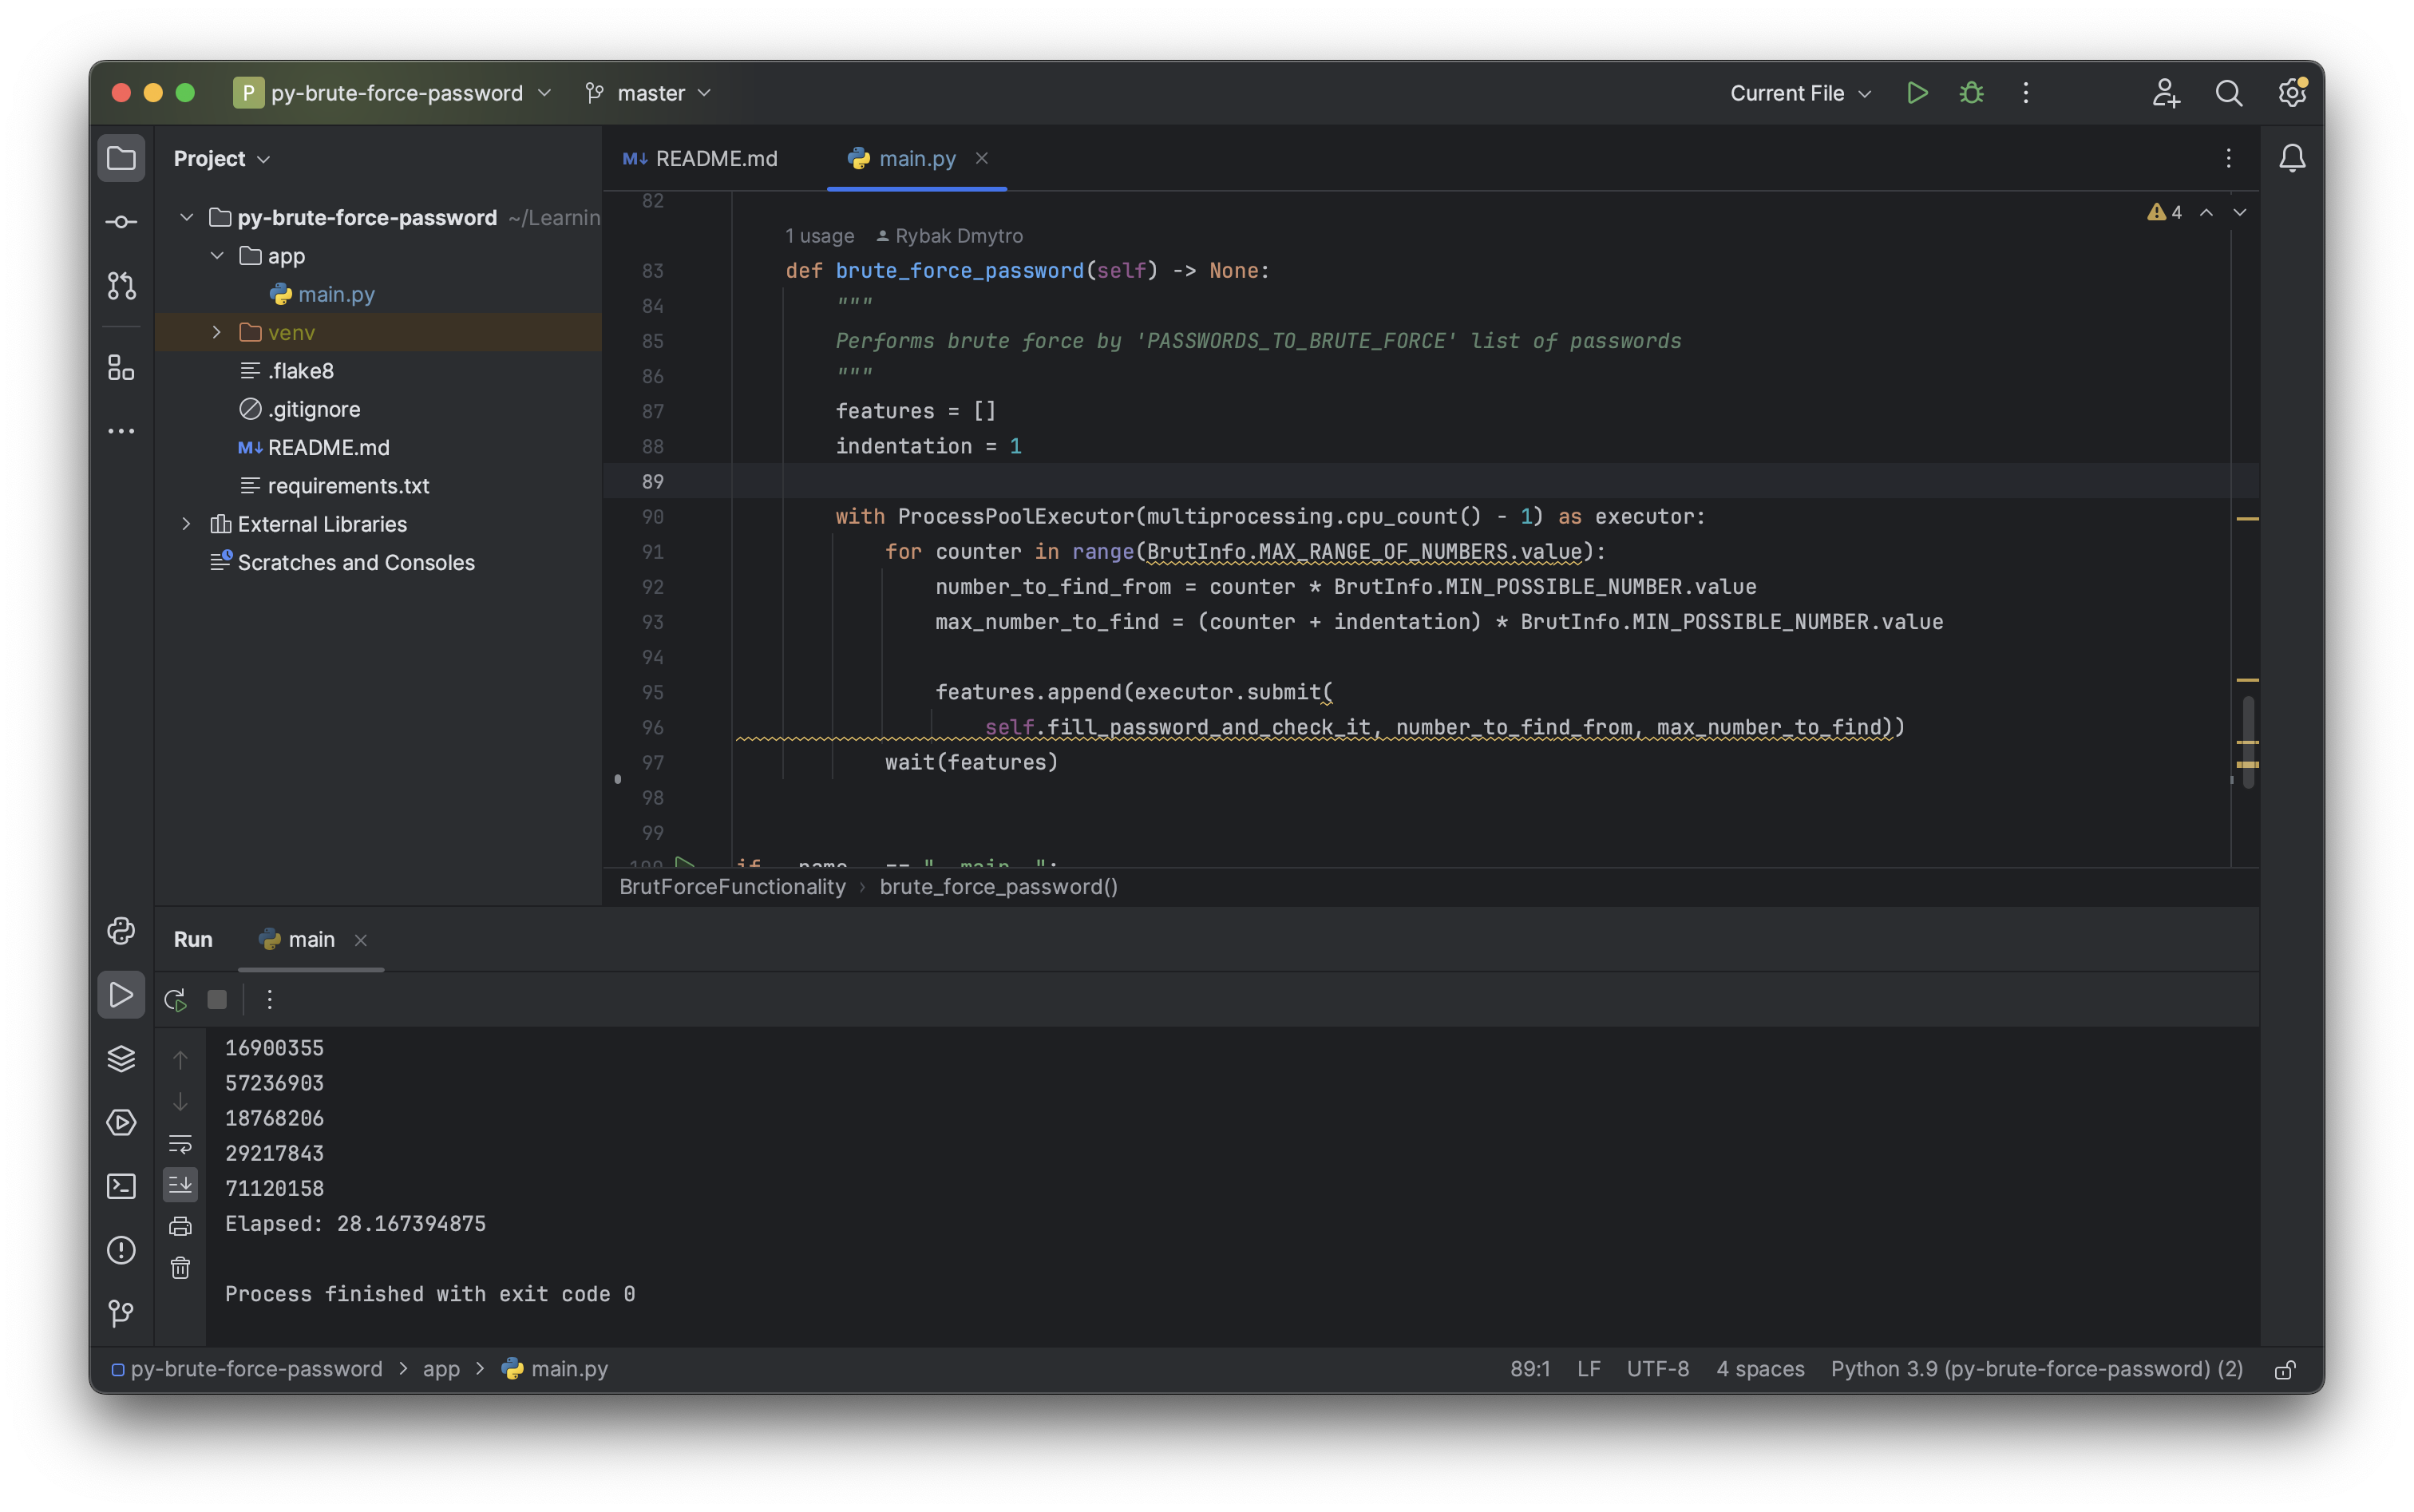 P py-brute-force-password master Current File
Project
README.md main.py
py-brute-force-password ~/Learnin
app
main.py
venv
.flake8
.gitignore
M↓ README.md
requirements.txt
External Libraries
Scratches and Consoles
4
82
1 usage Rybak Dmytro
83 def brute_force_password(self) -> None:
84 """
85 Performs brute force by 'PASSWORDS_TO_BRUTE_FORCE' list of passwords
86 """
87 features = []
88 indentation = 1
89
90 with ProcessPoolExecutor(multiprocessing.cpu_count() - 1) as executor:
91 for counter in range(BrutInfo.MAX_RANGE_OF_NUMBERS.value):
92 number_to_find_from = counter * BrutInfo.MIN_POSSIBLE_NUMBER.value
93 max_number_to_find = (counter + indentation) * BrutInfo.MIN_POSSIBLE_NUMBER.value
94
95 features.append(executor.submit(
96 self.fill_password_and_check_it, number_to_find_from, max_number_to_find))
97 wait(features)
98
99
100 if __name__ == "__main__":
BrutForceFunctionality › brute_force_password()
Run main
16900355
57236903
18768206
29217843
71120158
Elapsed: 28.167394875
Process finished with exit code 0
py-brute-force-password > app > main.py 89:1 LF UTF-8 4 spaces Python 3.9 (py-brute-force-password) (2)